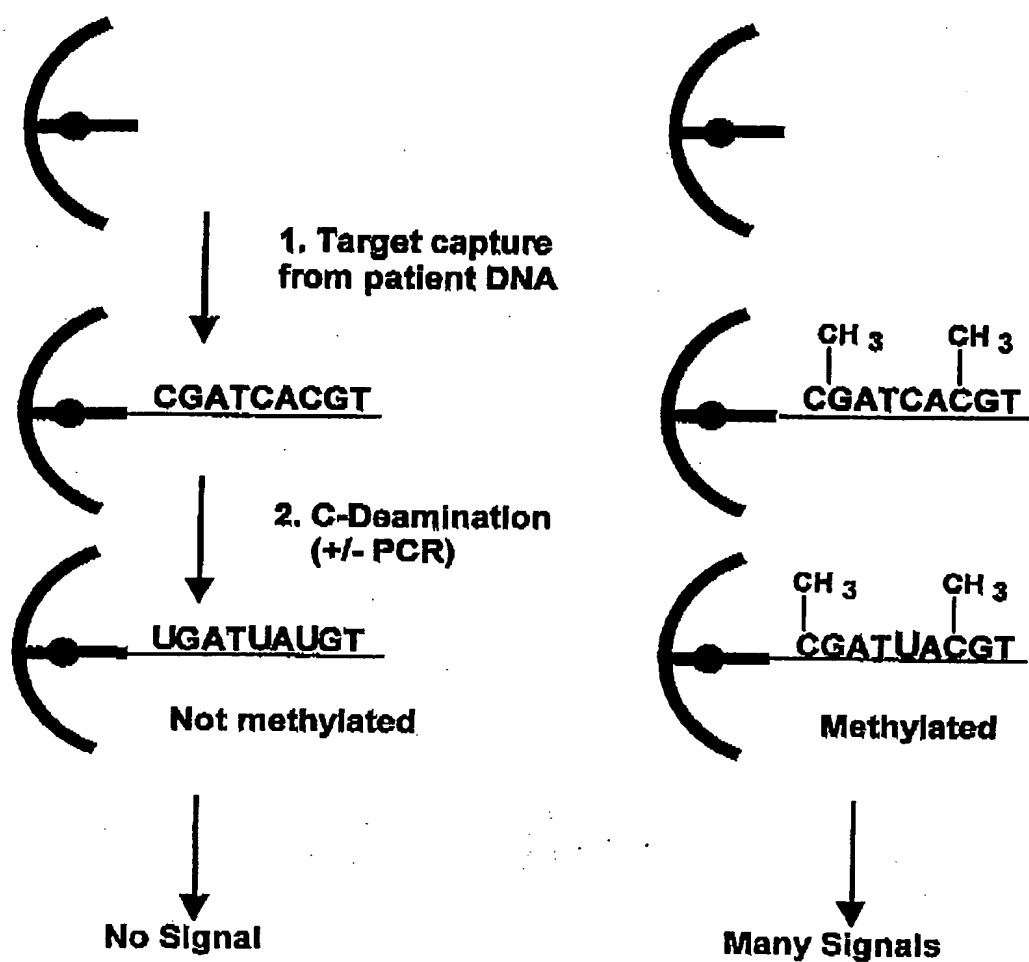 1. Target capture
from patient DNA
CH 3 CH 3
CGATCACGT
CGATCACGT
2. C-Deamination
(+/- PCR)
CH 3 CH 3
UGATUAUGT
CGATUACGT
Not methylated
Methylated
No Signal
Many Signals